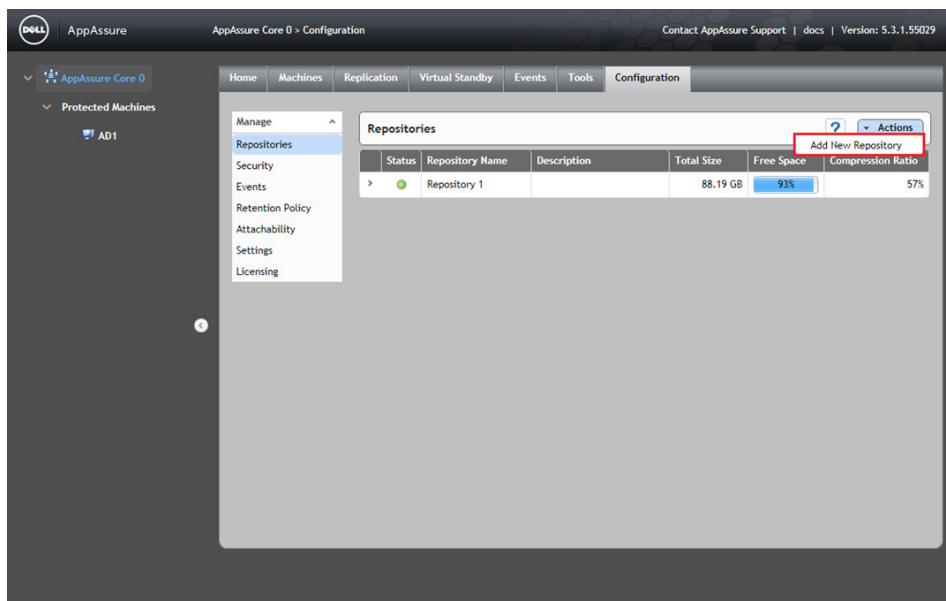 DELL AppAssure AppAssure Core 0 > Configuration Contact AppAssure Support | docs | Version: 5.3.1.55029
AppAssure Core 0
Protected Machines
AD1
Home Machines Replication Virtual Standby Events Tools Configuration
Manage
Repositories
Security
Events
Retention Policy
Attachability
Settings
Licensing
Repositories ? Actions
Add New Repository
Status Repository Name Description Total Size Free Space Compression Ratio
Repository 1 88.19 GB 93% 57%